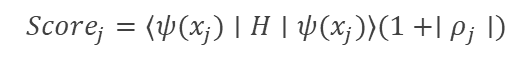 Score_j = ⟨ψ(x_j) | H | ψ(x_j)⟩(1 +| ρ_j |)